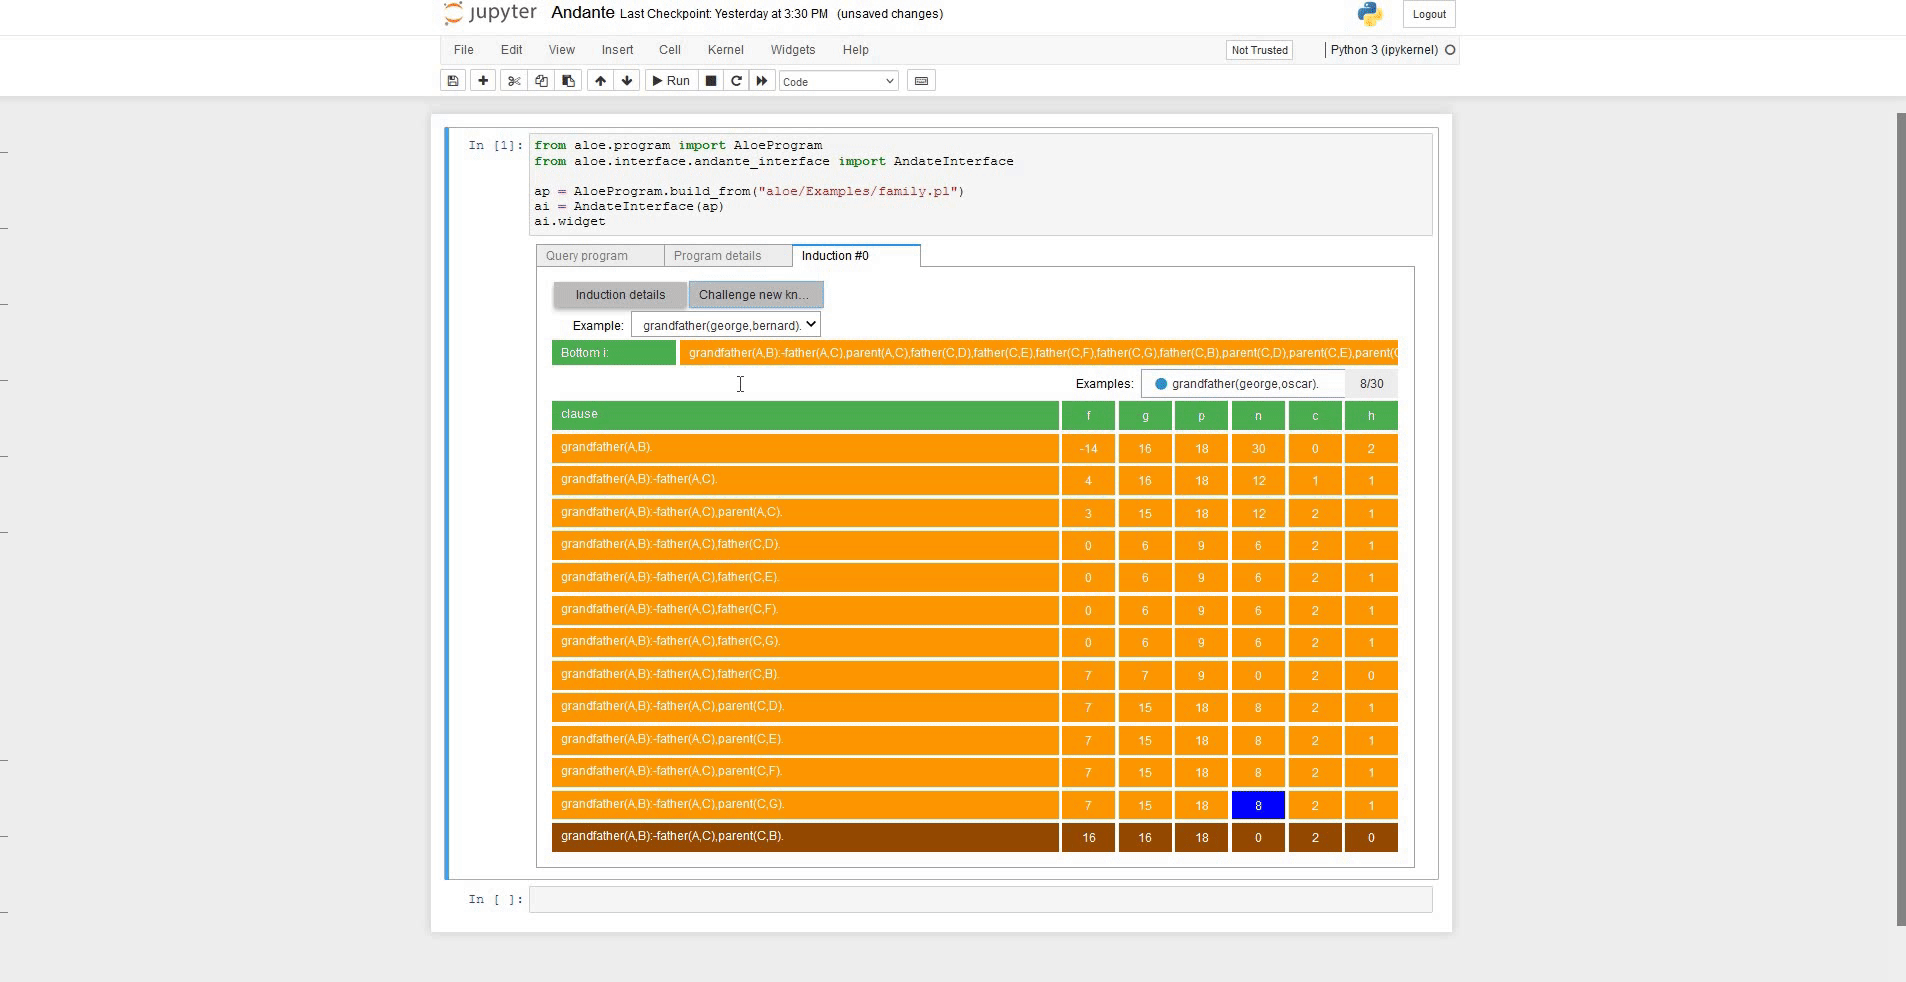 jupyter Andante Last Checkpoint: Yesterday at 3:30 PM (unsaved changes) Logout
File Edit View Insert Cell Kernel Widgets Help Not Trusted Python 3 (ipykernel)
Run Code
In [1]: from aloe.program import AloeProgram
from aloe.interface.andante_interface import AndateInterface
ap = AloeProgram.build_from("aloe/Examples/family.pl")
ai = AndateInterface(ap)
ai.widget
Query program Program details Induction #0
Induction details Challenge new kn...
Example: grandfather(george,bernard).
Bottom i: grandfather(A,B):-father(A,C),parent(A,C),father(C,D),father(C,E),father(C,F),father(C,G),father(C,B),parent(C,D),parent(C,E),parent(C
Examples: grandfather(george,oscar). 8/30
clause f g p n c h
grandfather(A,B). -14 16 18 30 0 2
grandfather(A,B):-father(A,C). 4 16 18 12 1 1
grandfather(A,B):-father(A,C),parent(A,C). 3 15 18 12 2 1
grandfather(A,B):-father(A,C),father(C,D). 0 6 9 6 2 1
grandfather(A,B):-father(A,C),father(C,E). 0 6 9 6 2 1
grandfather(A,B):-father(A,C),father(C,F). 0 6 9 6 2 1
grandfather(A,B):-father(A,C),father(C,G). 0 6 9 6 2 1
grandfather(A,B):-father(A,C),father(C,B). 7 7 9 0 2 0
grandfather(A,B):-father(A,C),parent(C,D). 7 15 18 8 2 1
grandfather(A,B):-father(A,C),parent(C,E). 7 15 18 8 2 1
grandfather(A,B):-father(A,C),parent(C,F). 7 15 18 8 2 1
grandfather(A,B):-father(A,C),parent(C,G). 7 15 18 8 2 1
grandfather(A,B):-father(A,C),parent(C,B). 16 16 18 0 2 0
In [ ]: